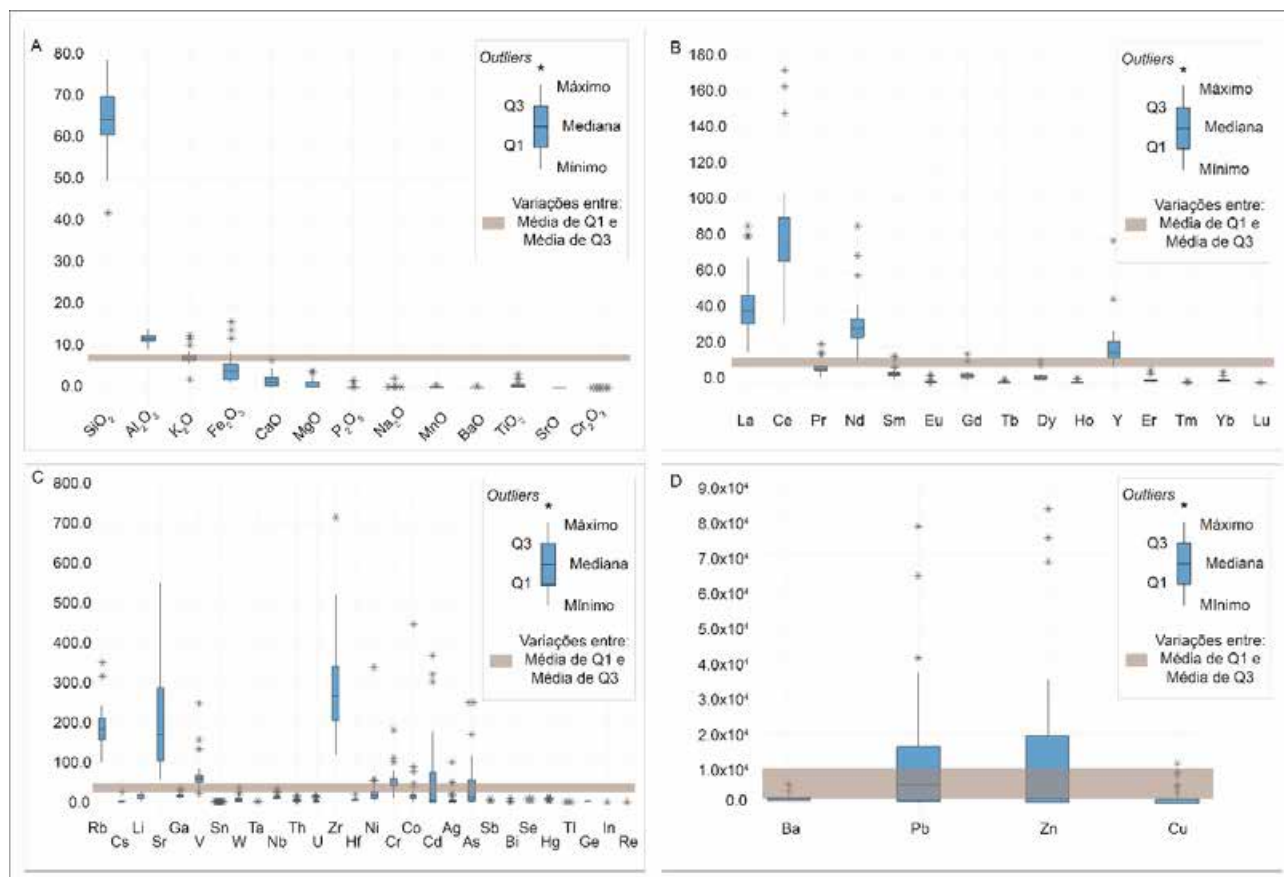 A
80.0
70.0
60.0
50.0
40.0
30.0
20.0
10.0
0.0
SiO₂
Al₂O₃
K₂O
Fe₂O₃
CaO
MgO
P₂O₅
Na₂O
MnO
BaO
TiO₂
SrO
Cr₂O₃
Outliers
Máximo
Q3
Mediana
Q1
Mínimo
Variações entre:
Média de Q1 e
Média de Q3
B
180.0
160.0
140.0
120.0
100.0
80.0
60.0
40.0
20.0
0.0
La Ce Pr Nd Sm Eu Gd Tb Dy Ho Y Er Tm Yb Lu
Outliers
Máximo
Q3
Mediana
Q1
Mínimo
Variações entre:
Média de Q1 e
Média de Q3
C
800.0
700.0
600.0
500.0
400.0
300.0
200.0
100.0
0.0
Rb Li Ga Sn Ta Th Zr Ni Co Ag Sb Se Tl In
Cs Sr V W Nb U Hf Cr Cd As Bi Hg Ge Re
Outliers
Máximo
Q3
Mediana
Q1
Mínimo
Variações entre:
Média de Q1 e
Média de Q3
D
9.0x10⁴
8.0x10⁴
7.0x10⁴
6.0x10⁴
5.0x10⁴
4.0x10⁴
3.0x10⁴
2.0x10⁴
1.0x10⁴
0.0
Ba Pb Zn Cu
Outliers
Máximo
Q3
Mediana
Q1
Mínimo
Variações entre:
Média de Q1 e
Média de Q3